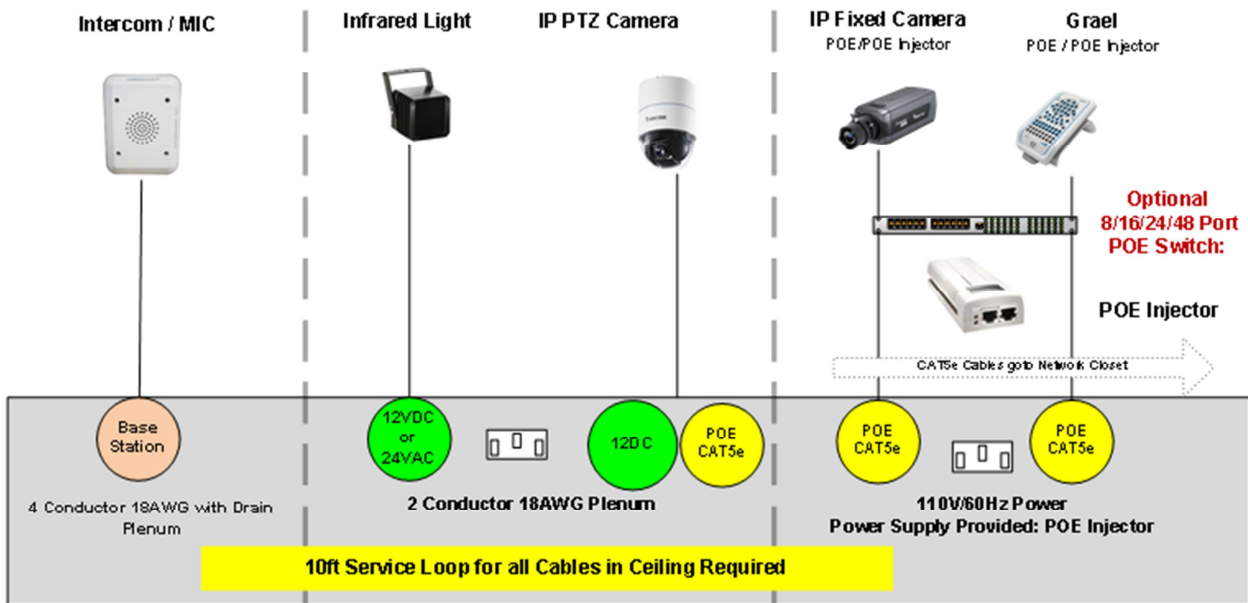 Intercom / MIC
Infrared Light
IP PTZ Camera
IP Fixed Camera
POE/POE Injector
Grael
POE / POE Injector
Optional
8/16/24/48 Port
POE Switch:
POE Injector
CAT5e Cables goto Network Closet
Base
Station
12VDC
or
24VAC
12DC
POE
CAT5e
POE
CAT5e
POE
CAT5e
4 Conductor 18AWG with Drain
Plenum
2 Conductor 18AWG Plenum
110V/60Hz Power
Power Supply Provided: POE Injector
10ft Service Loop for all Cables in Ceiling Required